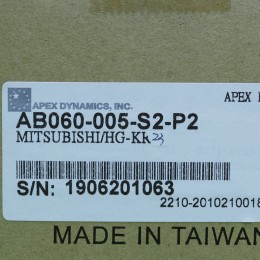 APEX DYNAMICS, INC.
APEX
AB060-005-S2-P2
MITSUBISHI/HG-KR23
S/N: 1906201063
2210-2010210018
MADE IN TAIWAN